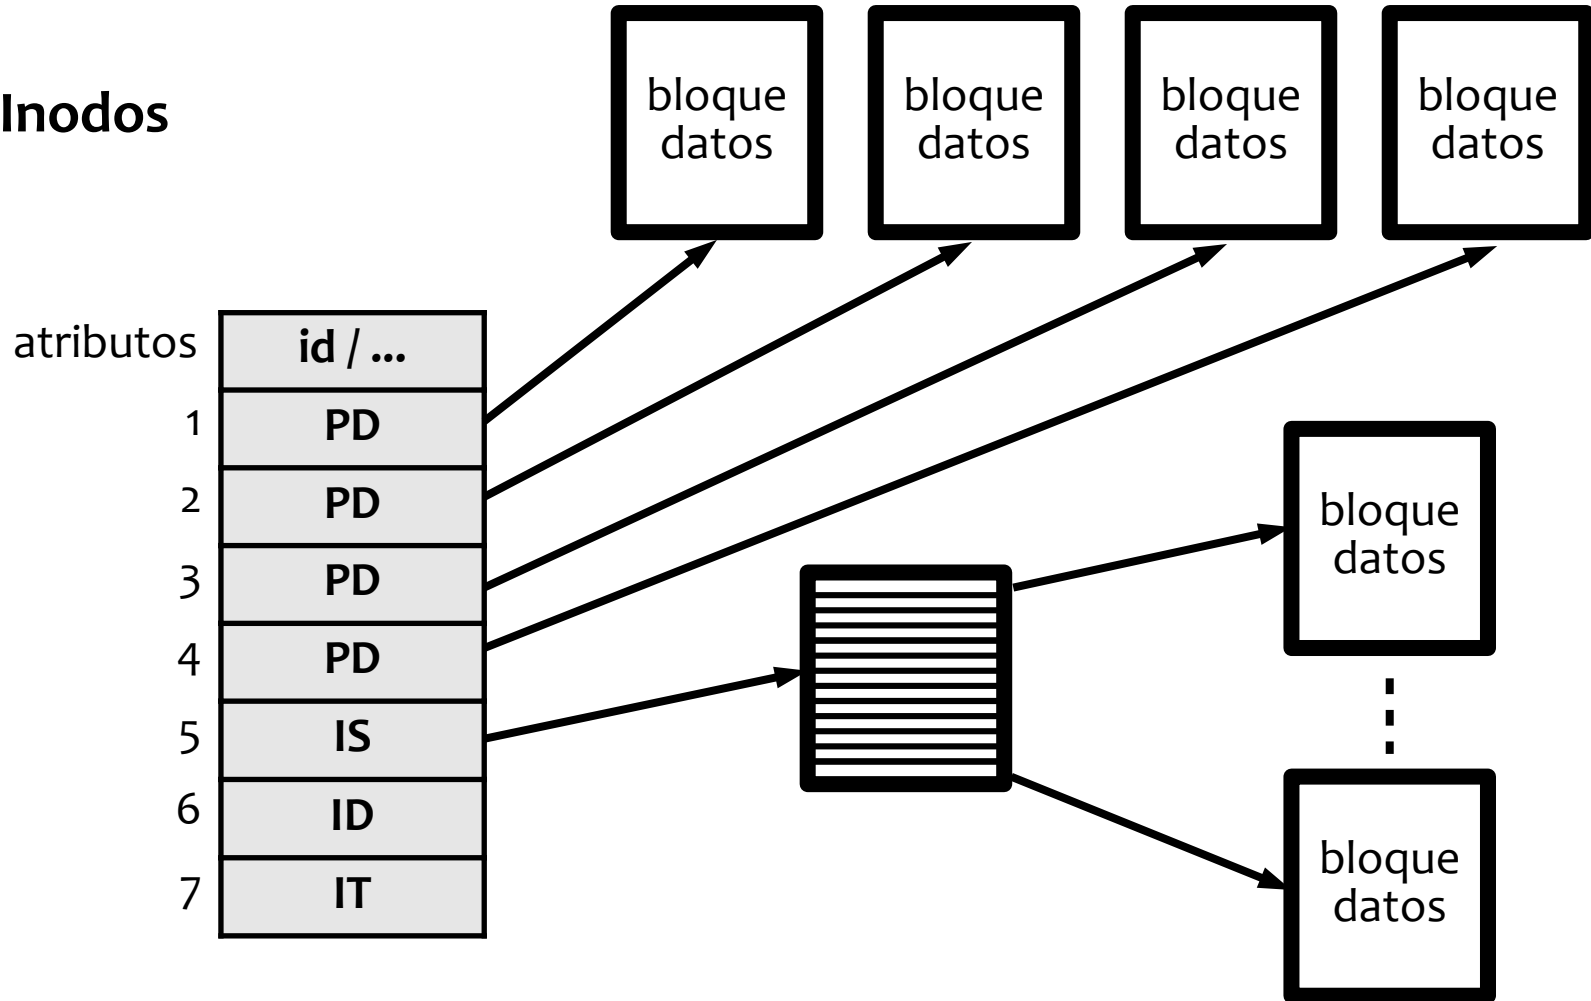 Inodos
bloque
datos
bloque
datos
bloque
datos
bloque
datos
atributos
id / ...
1
PD
2
PD
3
PD
4
PD
5
IS
6
ID
7
IT
bloque
datos
bloque
datos